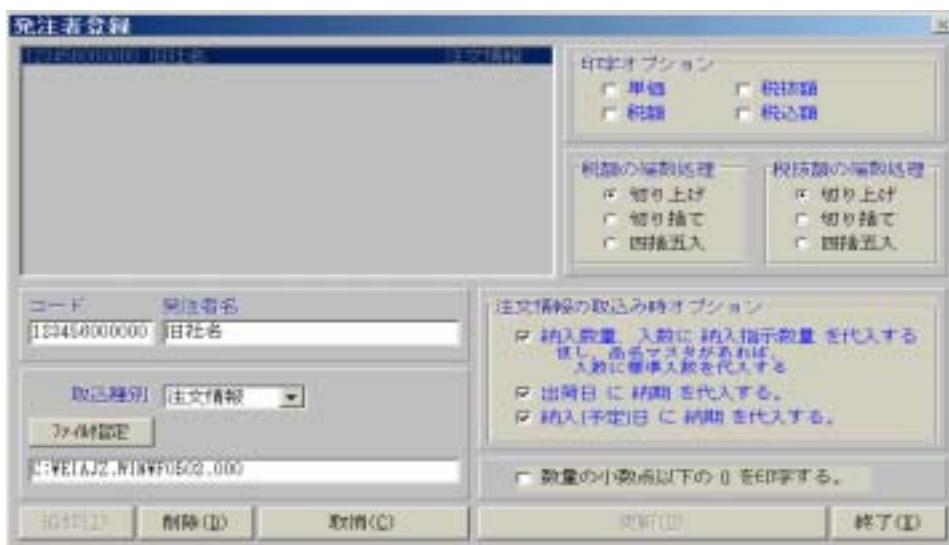 発注者登録
123456000000 旧社名 注文情報
印字オプション
単価 税抜額
税額 税込額
税額の端数処理 税抜額の端数処理
切り上げ 切り上げ
切り捨て 切り捨て
四捨五入 四捨五入
コード 発注者名
123456000000 旧社名
注文情報の取込み時オプション
納入数量、入数に 納入指示数量 を代入する
但し、品名マスタがあれば、
入数に標準入数を代入する
取込種別 注文情報
出荷日 に 納期 を代入する。
ファイル指定
納入(予定)日 に 納期 を代入する。
C:¥EIAJZ.WIN¥F0502.000
数量の小数点以下の 0 を印字する。
削除(D) 取消(C) 更新(U) 終了(E)